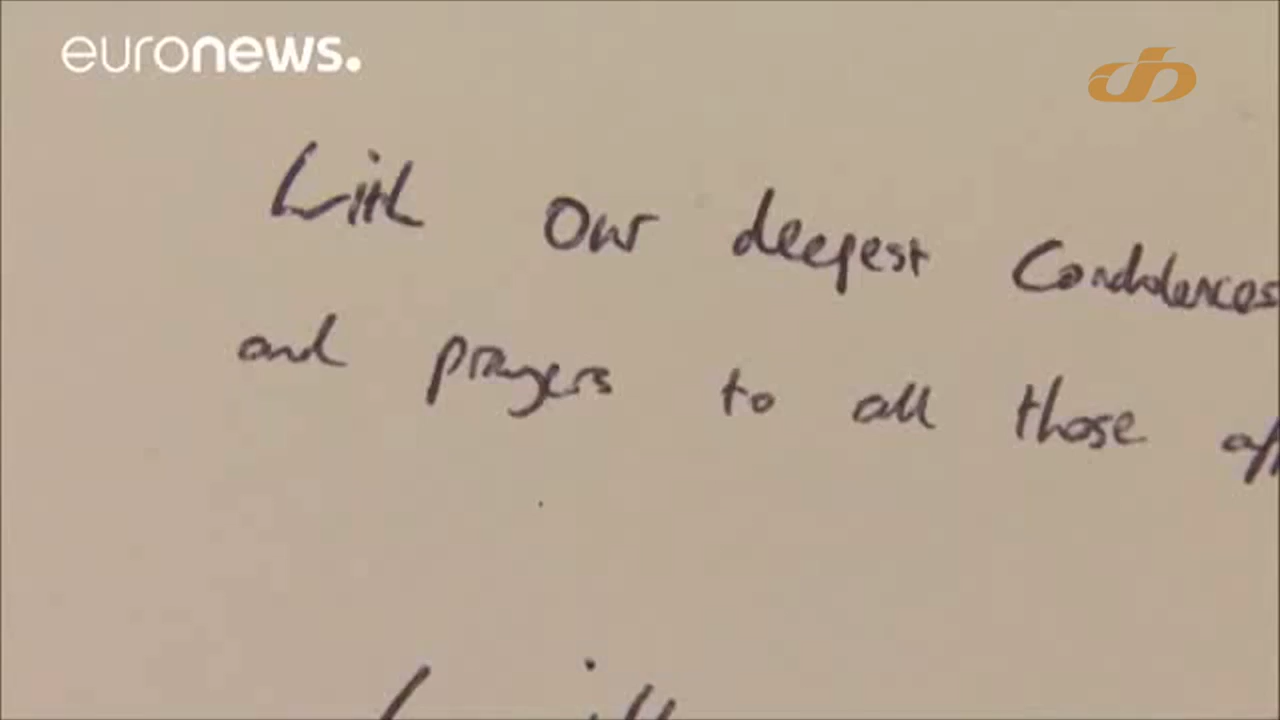 euronews.
With our deepest Condolences
and prayers to all those